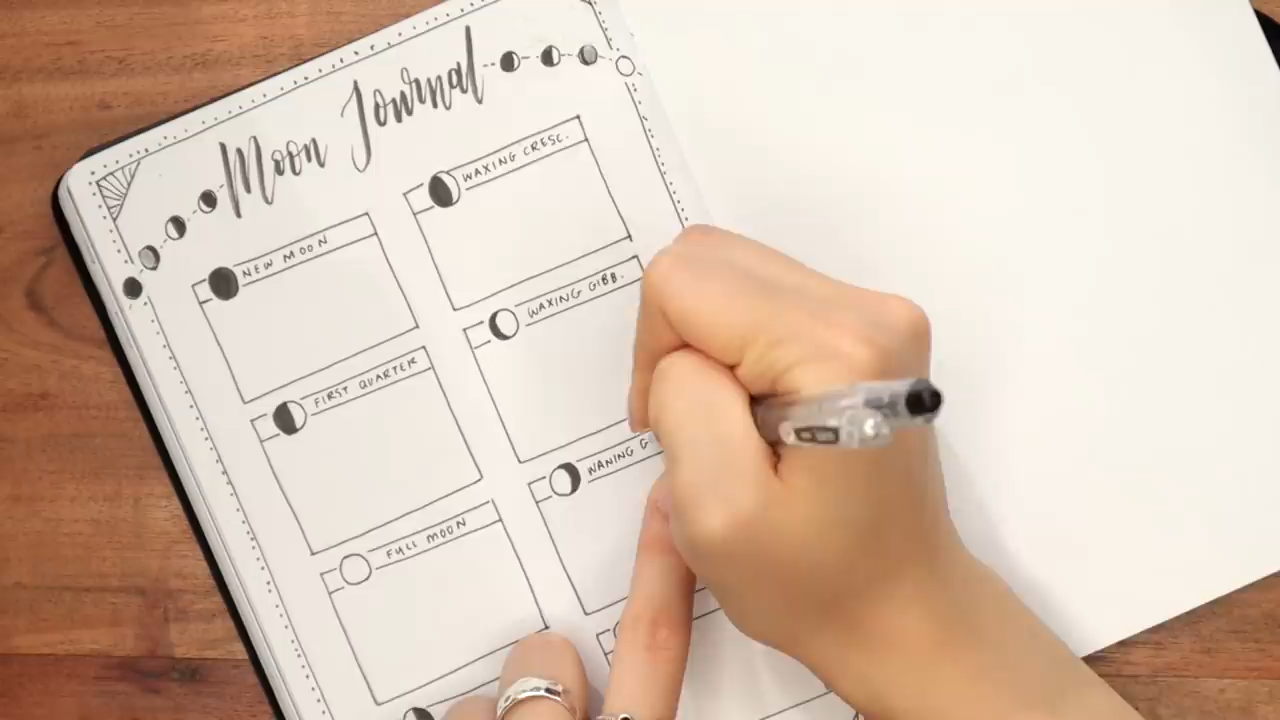 Moon Journal
NEW MOON
WAXING CRESC.
FIRST QUARTER
WAXING GIBB.
FULL MOON
WANING G